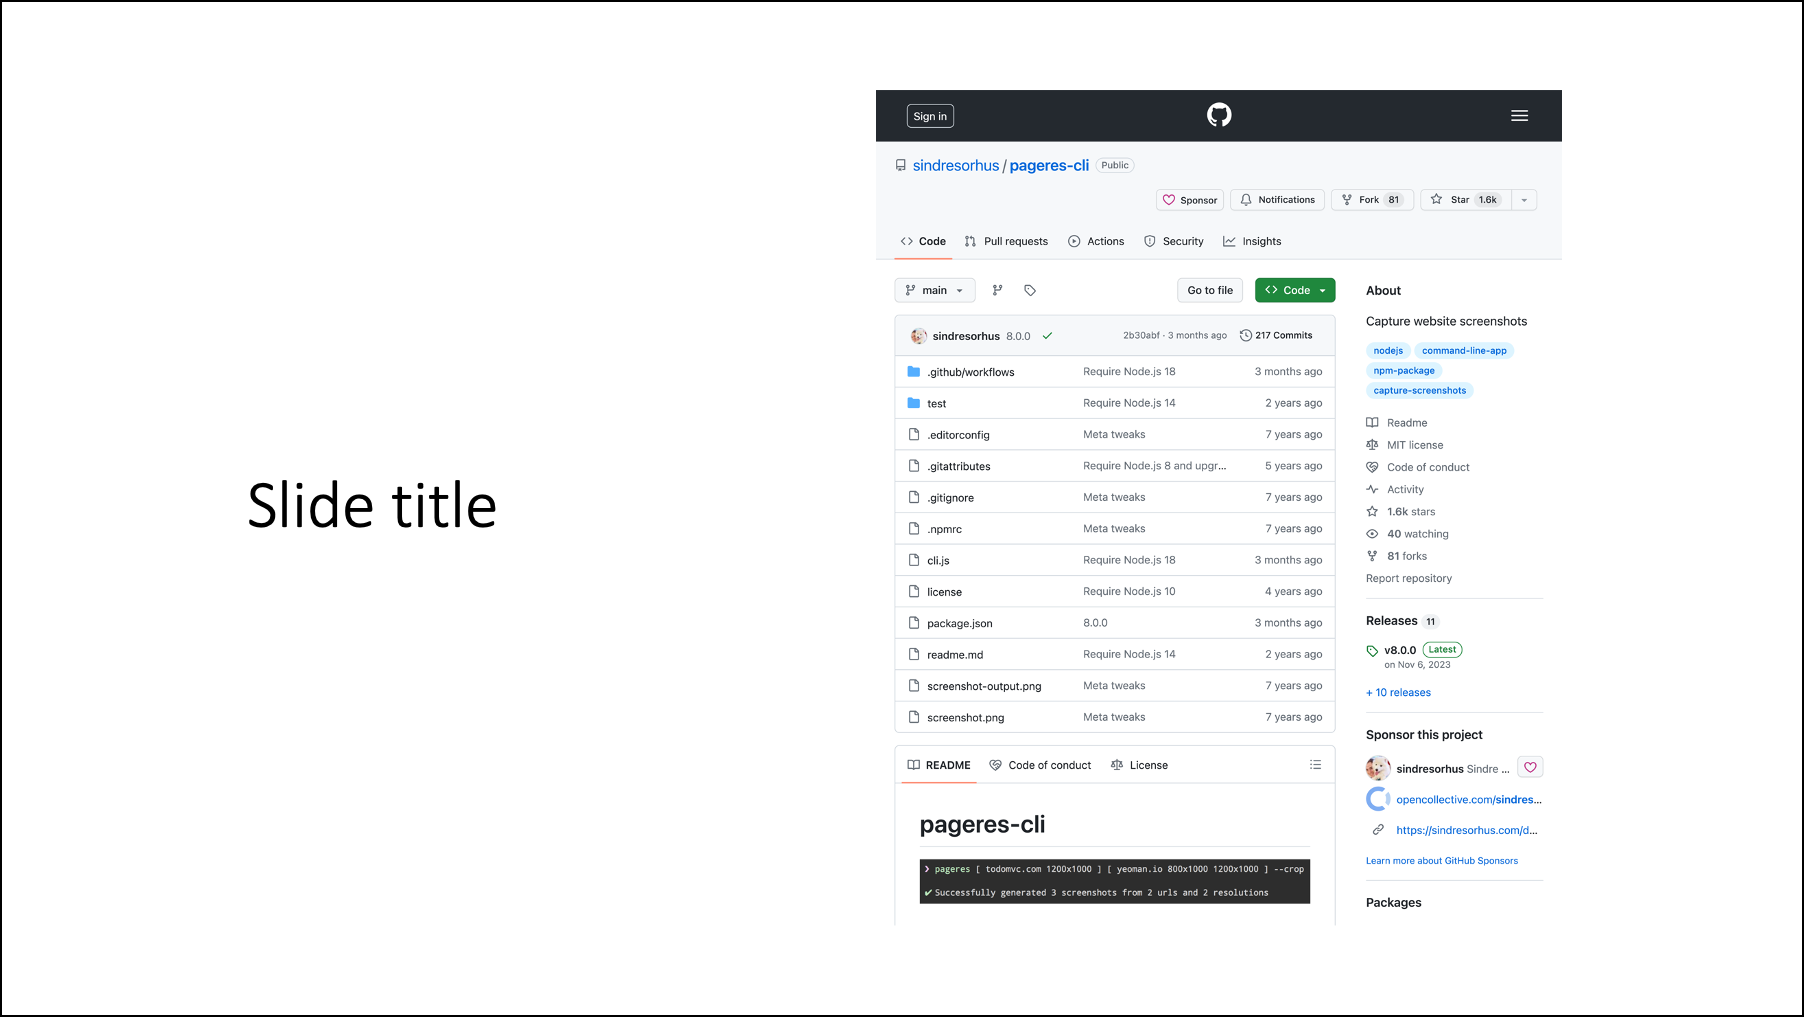 Slide title
Sign in
sindresorhus / pageres-cli Public
Sponsor Notifications Fork 81 Star 1.6k
Code Pull requests Actions Security Insights
main Go to file Code
sindresorhus 8.0.0 2b30abf · 3 months ago 217 Commits
.github/workflows Require Node.js 18 3 months ago
test Require Node.js 14 2 years ago
.editorconfig Meta tweaks 7 years ago
.gitattributes Require Node.js 8 and upgr... 5 years ago
.gitignore Meta tweaks 7 years ago
.npmrc Meta tweaks 7 years ago
cli.js Require Node.js 18 3 months ago
license Require Node.js 10 4 years ago
package.json 8.0.0 3 months ago
readme.md Require Node.js 14 2 years ago
screenshot-output.png Meta tweaks 7 years ago
screenshot.png Meta tweaks 7 years ago
README Code of conduct License
pageres-cli
❯ pageres [ todomvc.com 1200x1000 ] [ yeoman.io 800x1000 1200x1000 ] --crop
✔ Successfully generated 3 screenshots from 2 urls and 2 resolutions
About
Capture website screenshots
nodejs command-line-app
npm-package
capture-screenshots
Readme
MIT license
Code of conduct
Activity
1.6k stars
40 watching
81 forks
Report repository
Releases 11
v8.0.0 Latest
on Nov 6, 2023
+ 10 releases
Sponsor this project
sindresorhus Sindre ...
opencollective.com/sindres...
https://sindresorhus.com/d...
Learn more about GitHub Sponsors
Packages